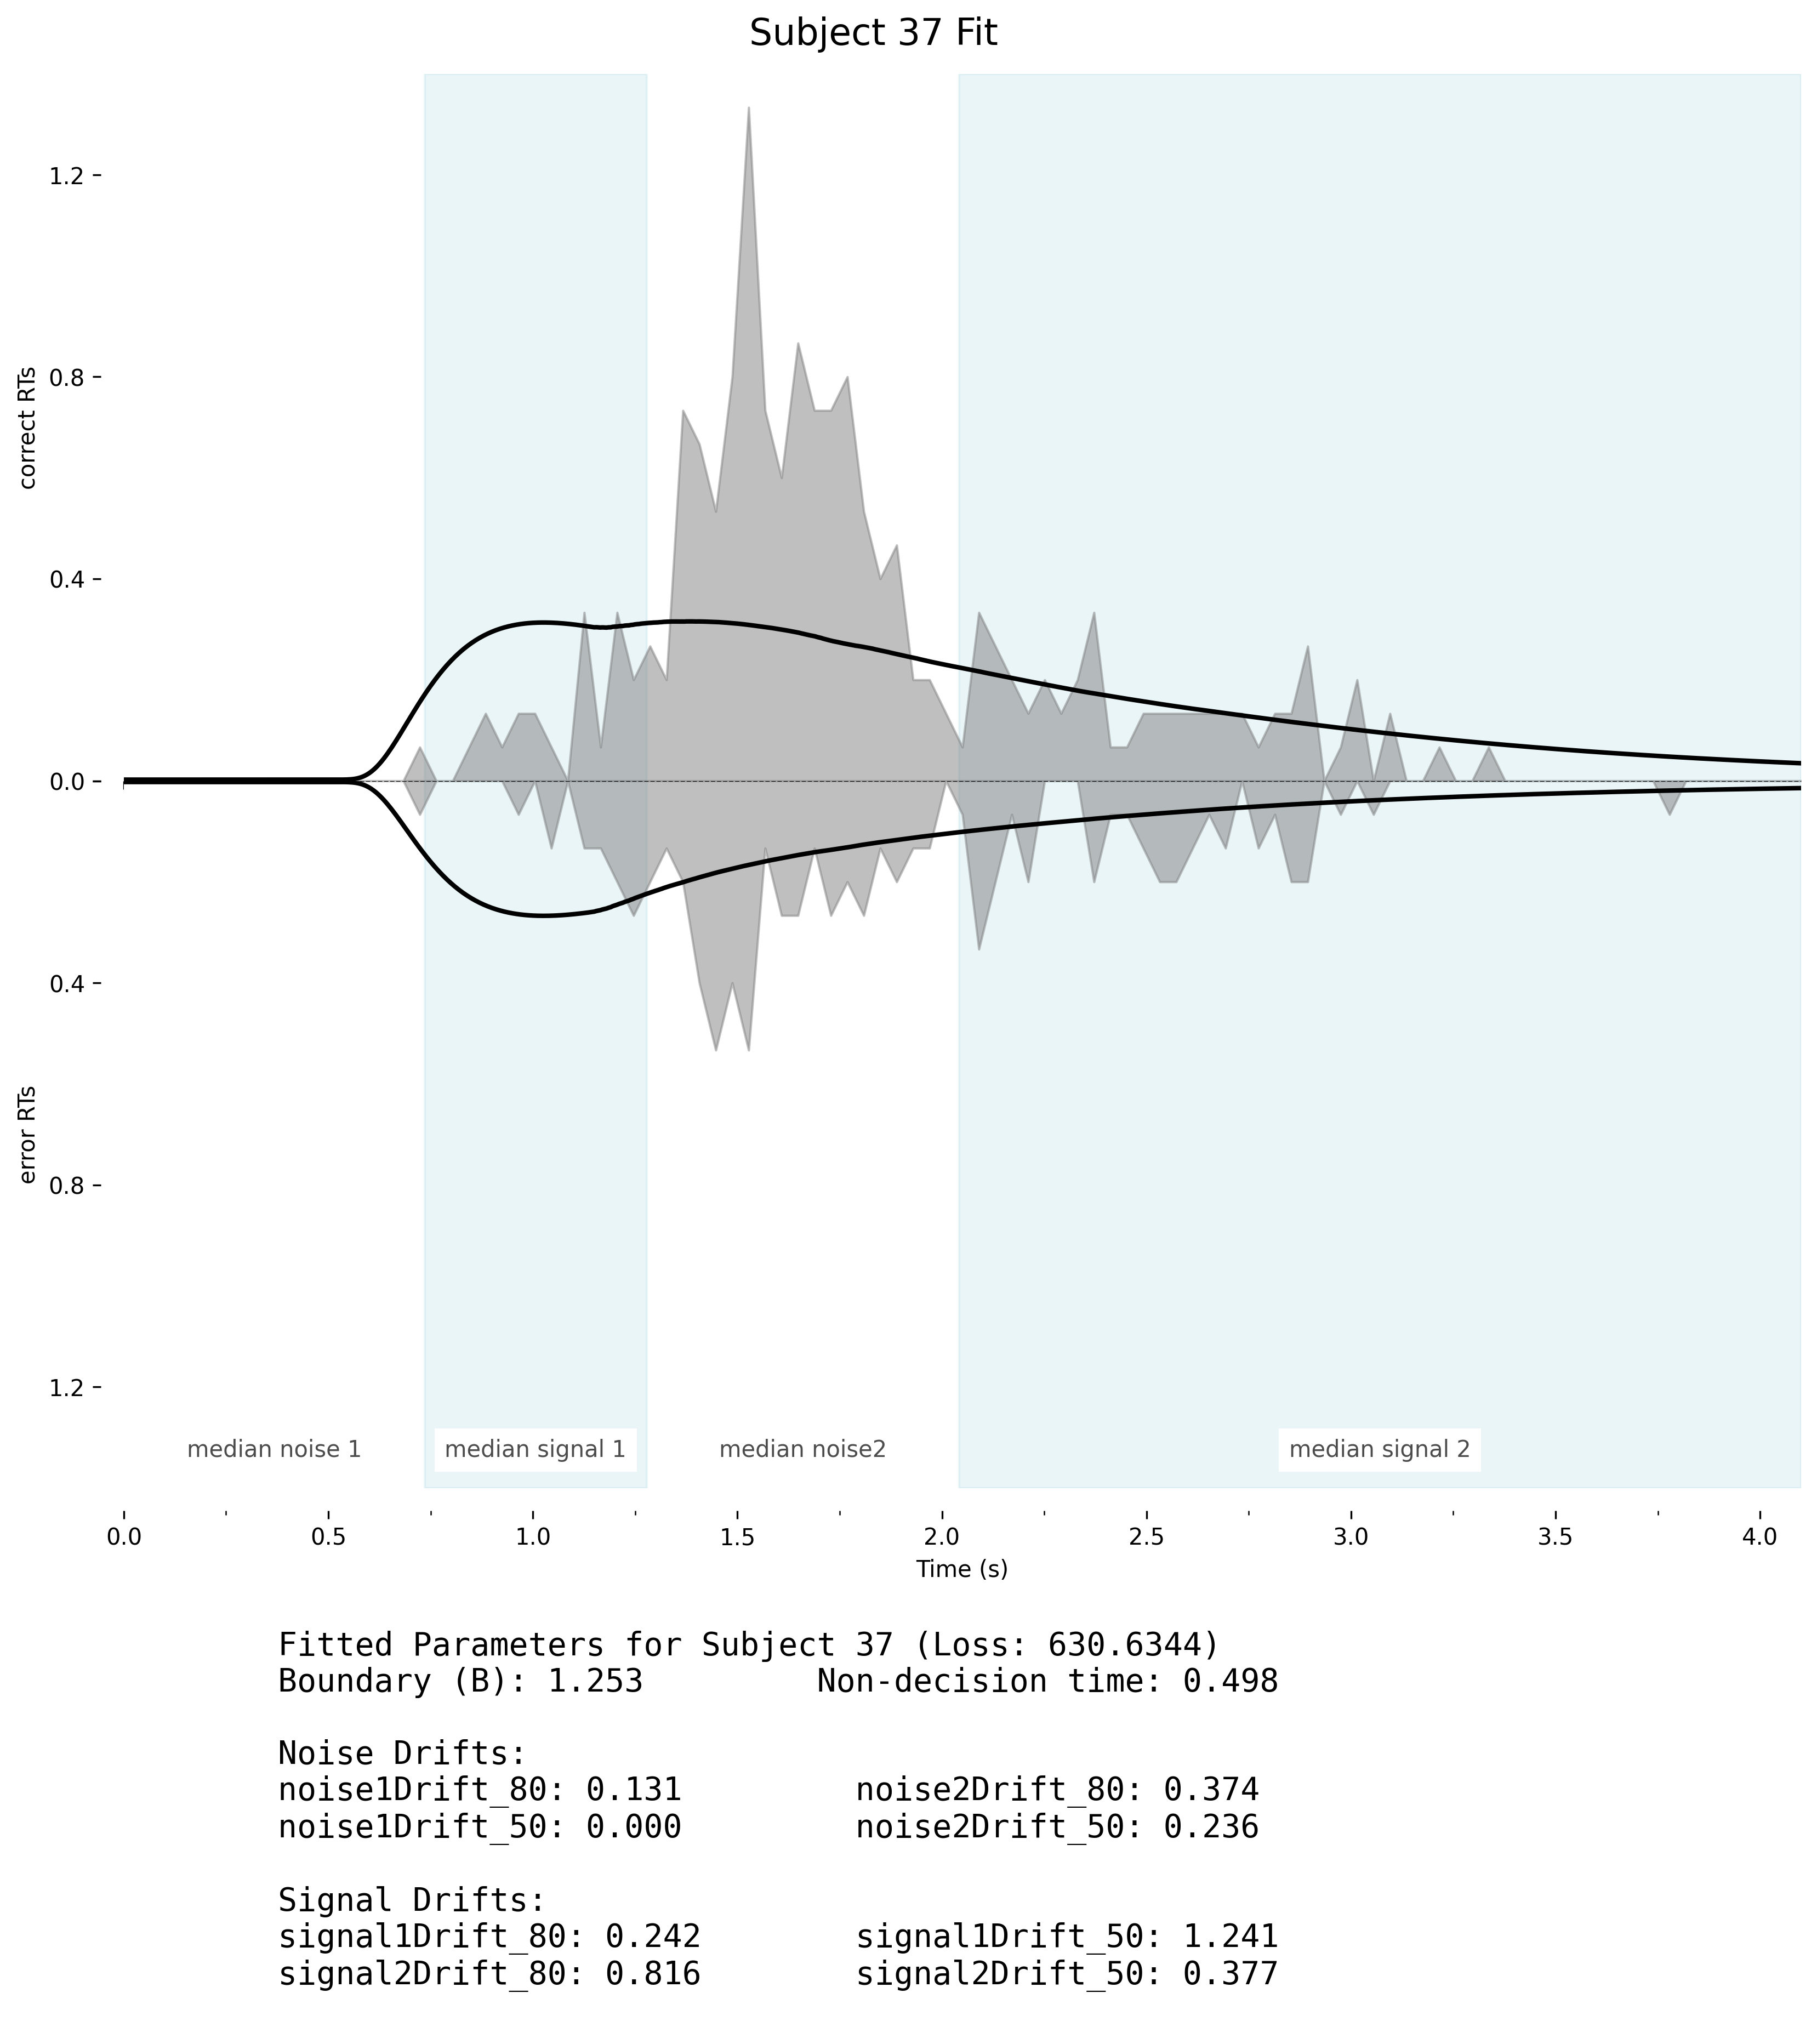 Subject 37 Fit
1.2
0.8
correct RTs
0.4
0.0
0.4
error RTs
0.8
1.2
median noise 1
median signal 1
median noise2
median signal 2
0.0 0.5 1.0 1.5 2.0 2.5 3.0 3.5 4.0
Time (s)
Fitted Parameters for Subject 37 (Loss: 630.6344)
Boundary (B): 1.253 Non-decision time: 0.498
Noise Drifts:
noise1Drift_80: 0.131 noise2Drift_80: 0.374
noise1Drift_50: 0.000 noise2Drift_50: 0.236
Signal Drifts:
signal1Drift_80: 0.242 signal1Drift_50: 1.241
signal2Drift_80: 0.816 signal2Drift_50: 0.377